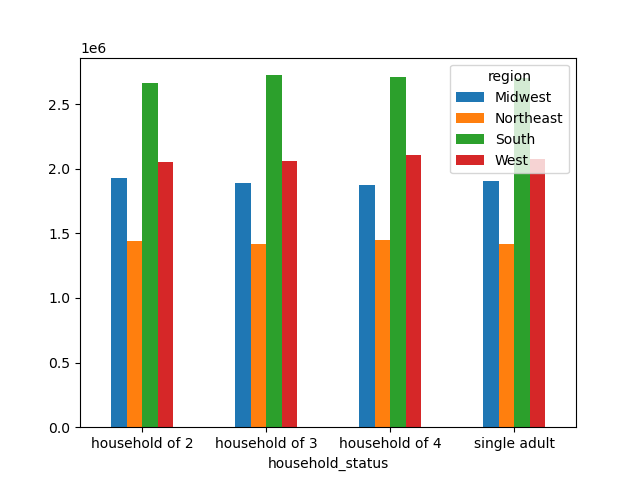 1e6
region
Midwest
Northeast
South
West
2.5
2.0
1.5
1.0
0.5
0.0
household of 2 household of 3 household of 4 single adult
household_status